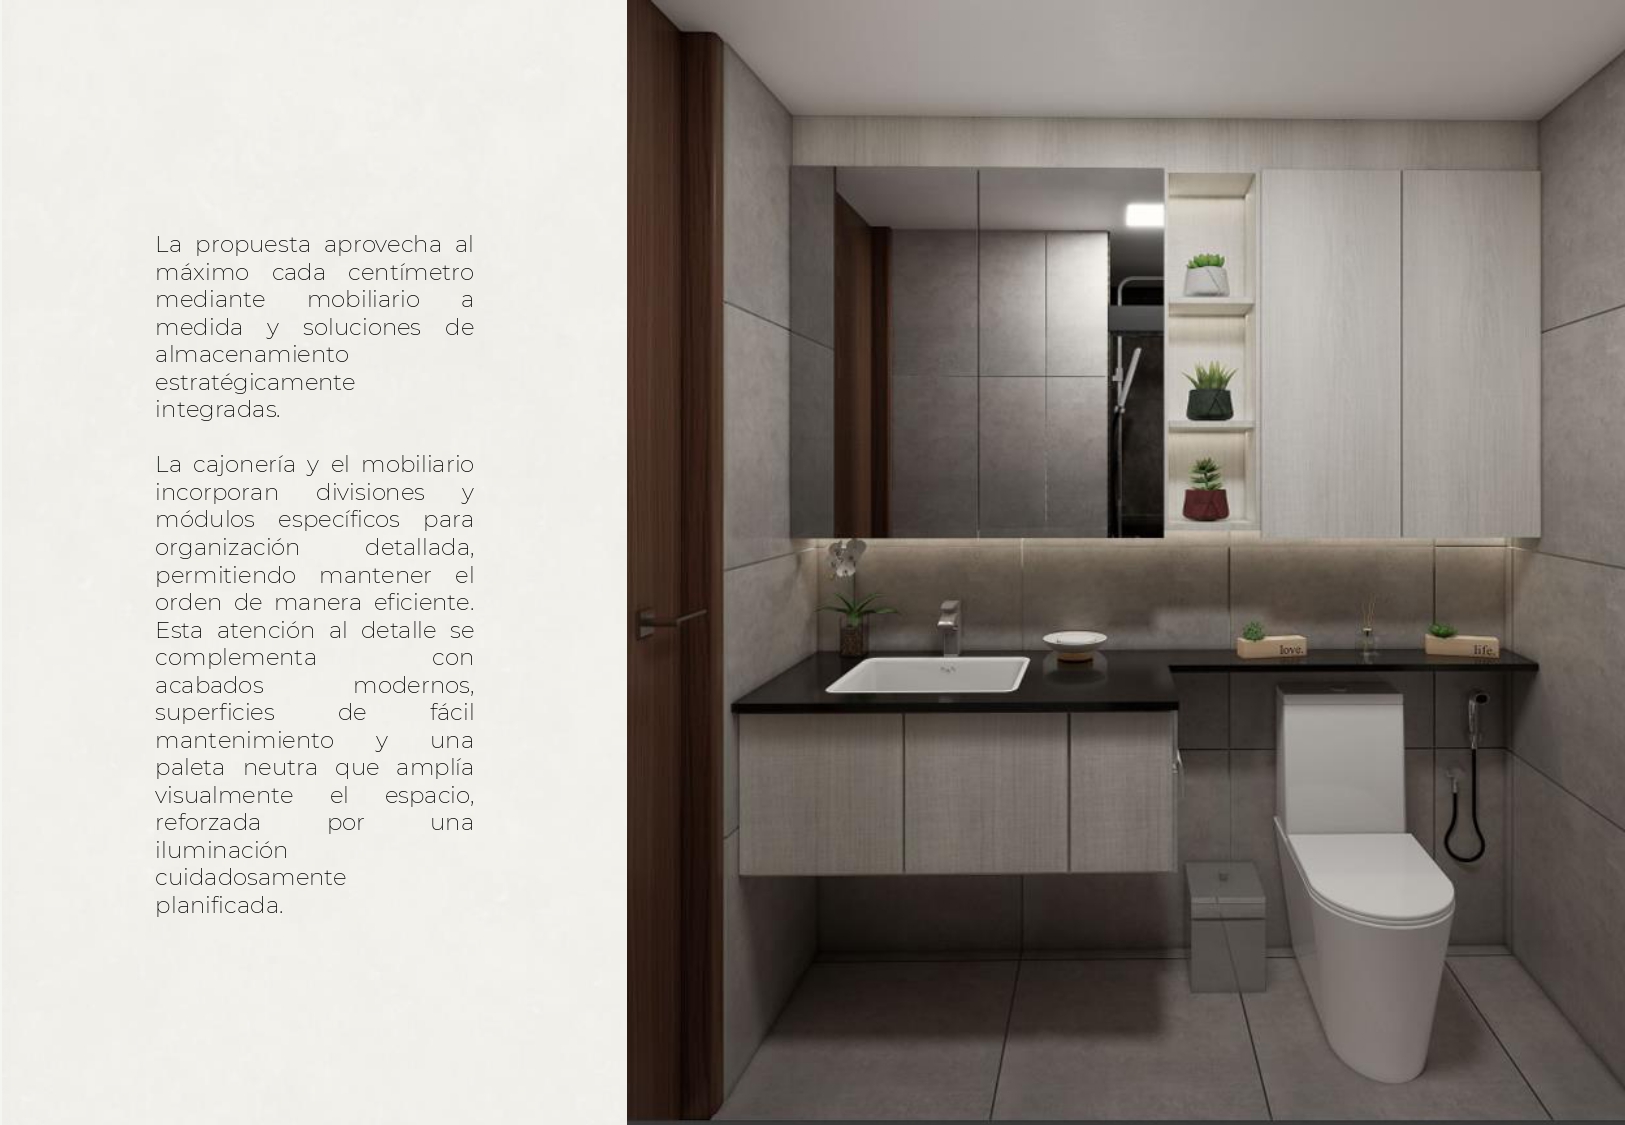 La propuesta aprovecha al
máximo cada centímetro
mediante mobiliario a
medida y soluciones de
almacenamiento
estratégicamente
integradas.
La cajonería y el mobiliario
incorporan divisiones y
módulos específicos para
organización detallada,
permitiendo mantener el
orden de manera eficiente.
Esta atención al detalle se
complementa con
acabados modernos,
superficies de fácil
mantenimiento y una
paleta neutra que amplía
visualmente el espacio,
reforzada por una
iluminación
cuidadosamente
planificada.
love.
life.